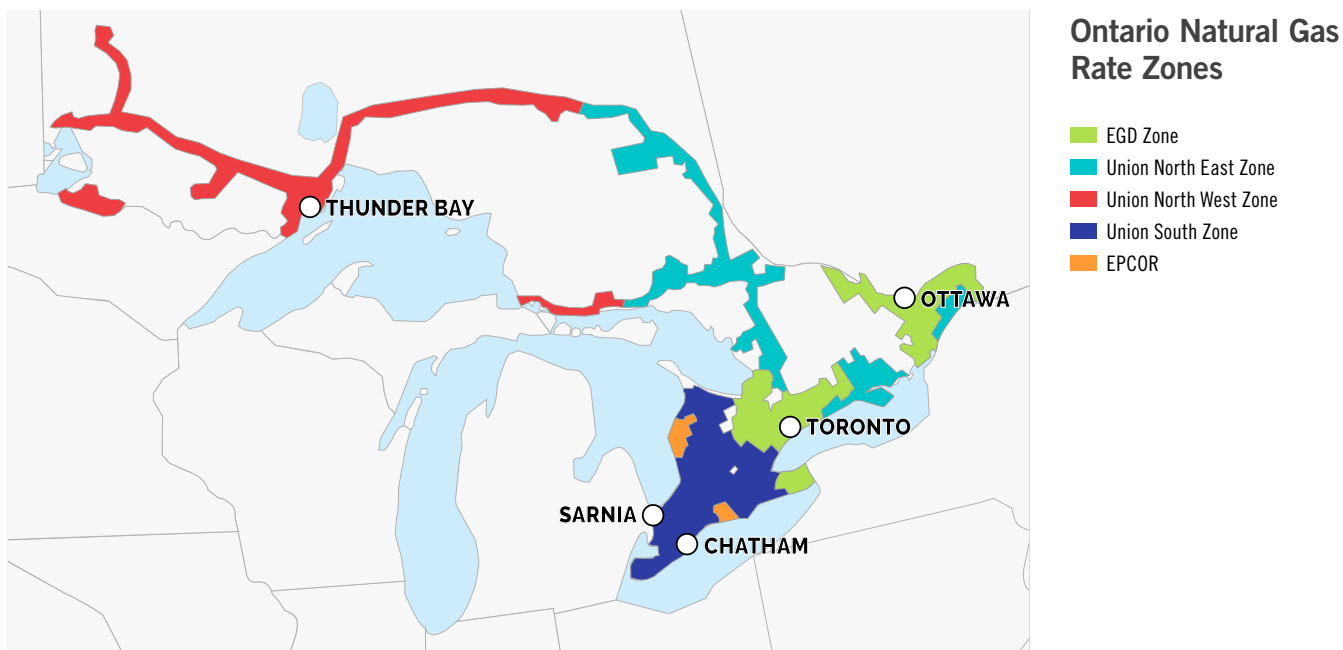 Ontario Natural Gas
Rate Zones
EGD Zone
Union North East Zone
Union North West Zone
Union South Zone
EPCOR
THUNDER BAY
OTTAWA
TORONTO
SARNIA
CHATHAM